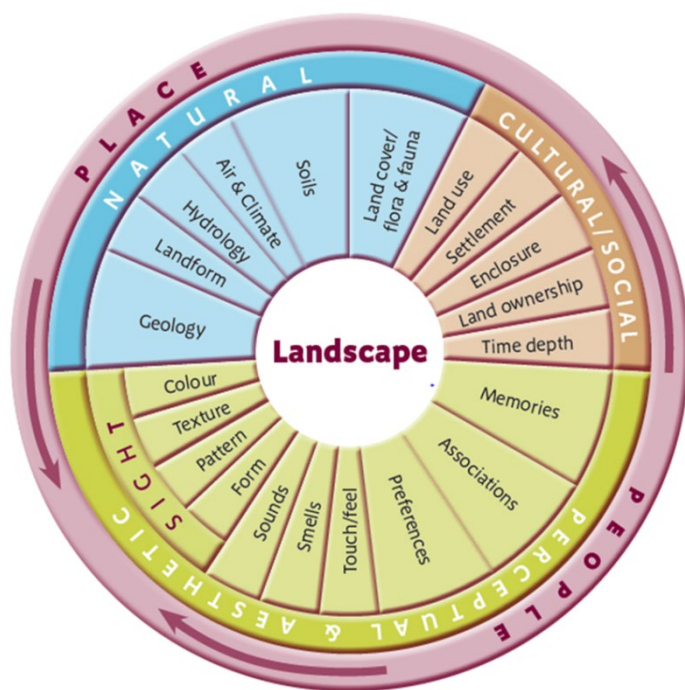 PLACE
NATURAL
CULTURAL/SOCIAL
Geology
Landform
Hydrology
Air & Climate
Soils
Land cover/
flora & fauna
Land use
Settlement
Enclosure
Land ownership
Time depth
Landscape
Memories
Associations
Preferences
Touch/feel
Smells
Sounds
Form
Pattern
Texture
Colour
SIGHT
PERCEPTUAL & AESTHETIC
PEOPLE